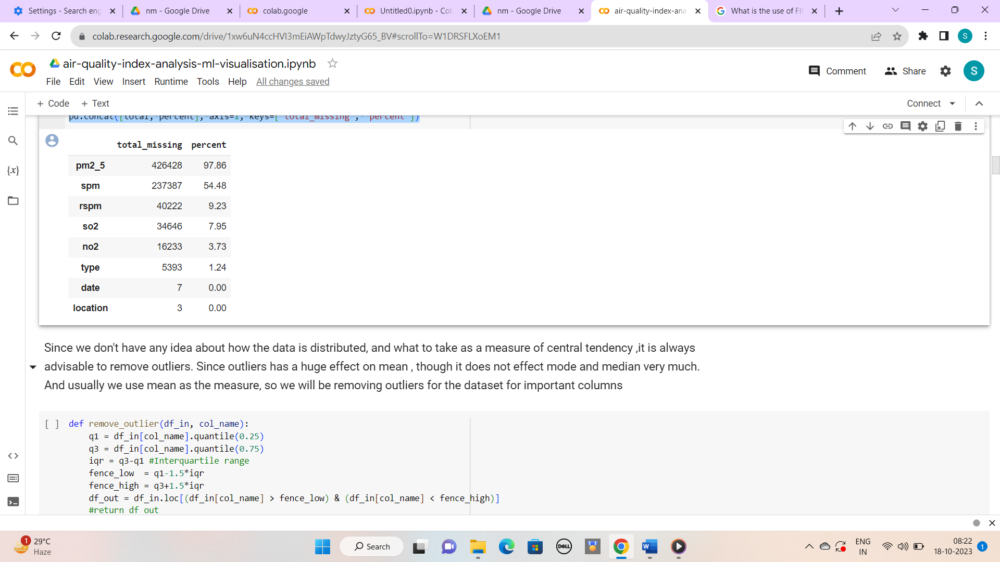 Settings - Search eng
nm - Google Drive
colab.google
Untitled0.ipynb - Col
nm - Google Drive
air-quality-index-ana
What is the use of FI
colab.research.google.com/drive/1xw6uN4ccHVI3mEiAWpTdwyJztyG65_BV#scrollTo=W1DRSFLXoEM1
S
air-quality-index-analysis-ml-visualisation.ipynb
File Edit View Insert Runtime Tools Help All changes saved
Comment
Share
S
+ Code + Text
Connect
pd.concat([total, percent], axis=1, keys=['total_missing', 'percent'])
total_missing percent
pm2_5 426428 97.86
spm 237387 54.48
rspm 40222 9.23
so2 34646 7.95
no2 16233 3.73
type 5393 1.24
date 7 0.00
location 3 0.00
Since we don't have any idea about how the data is distributed, and what to take as a measure of central tendency ,it is always
advisable to remove outliers. Since outliers has a huge effect on mean , though it does not effect mode and median very much.
And usually we use mean as the measure, so we will be removing outliers for the dataset for important columns
[ ] def remove_outlier(df_in, col_name):
q1 = df_in[col_name].quantile(0.25)
q3 = df_in[col_name].quantile(0.75)
iqr = q3-q1 #Interquartile range
fence_low  = q1-1.5*iqr
fence_high = q3+1.5*iqr
df_out = df_in.loc[(df_in[col_name] > fence_low) & (df_in[col_name] < fence_high)]
#return df_out
1
29°C
Haze
Search
DELL
W
ENG
IN
08:22
18-10-2023
1